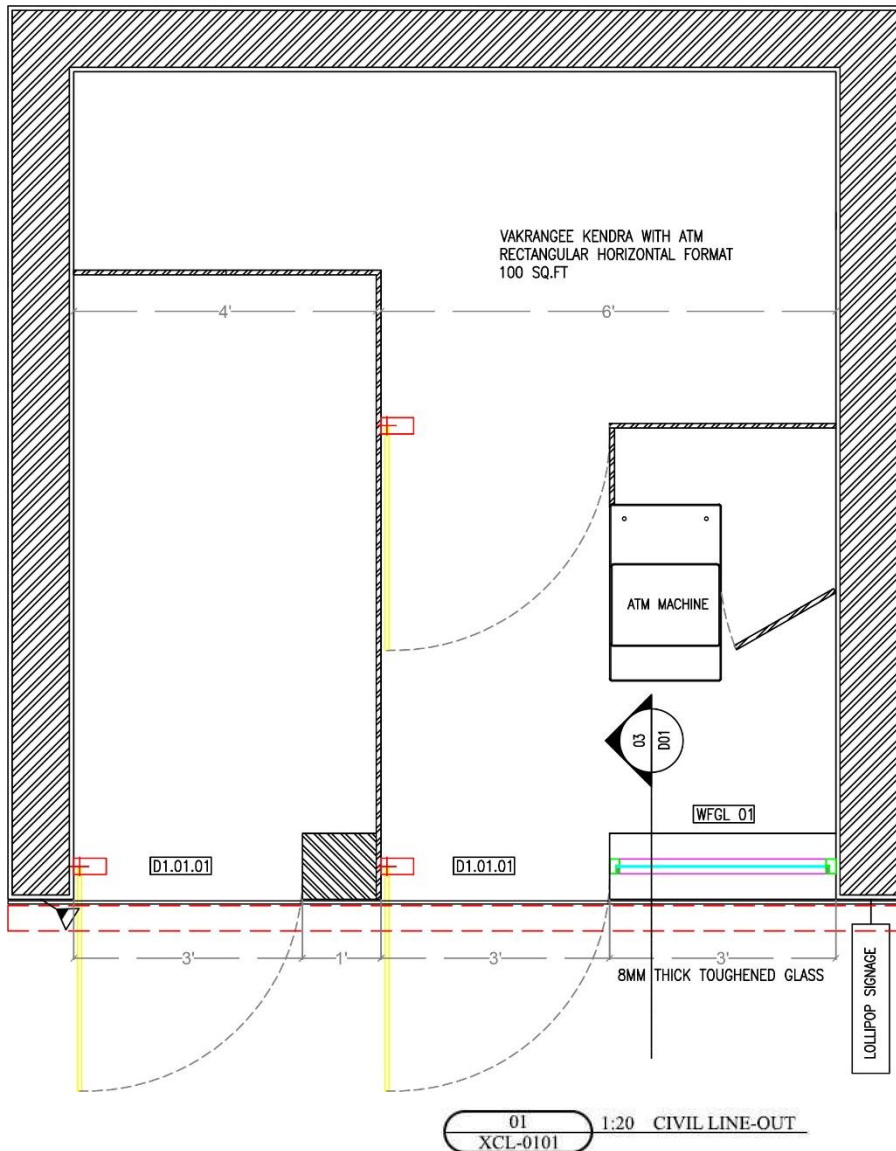 VAKRANGEE KENDRA WITH ATM
RECTANGULAR HORIZONTAL FORMAT
100 SQ.FT
4'
6'
ATM MACHINE
03
D01
WFGL 01
D1.01.01
D1.01.01
3'
1'
3'
3'
8MM THICK TOUGHENED GLASS
LOLLIPOP SIGNAGE
01
XCL-0101
1:20 CIVIL LINE-OUT